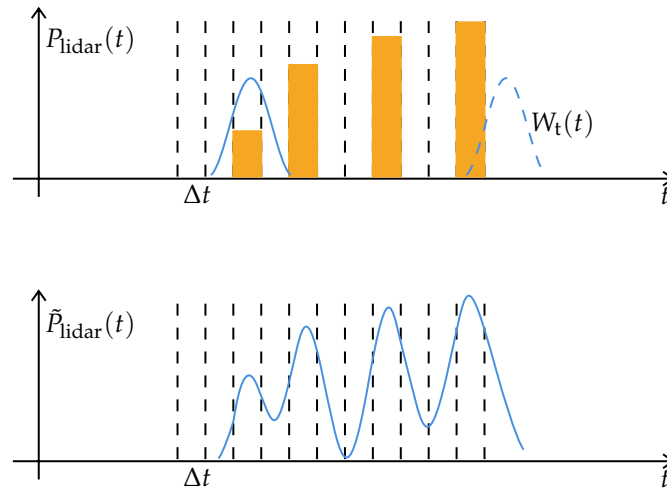 P_lidar(t)
W_t(t)
Δt
t
P̃_lidar(t)
Δt
t